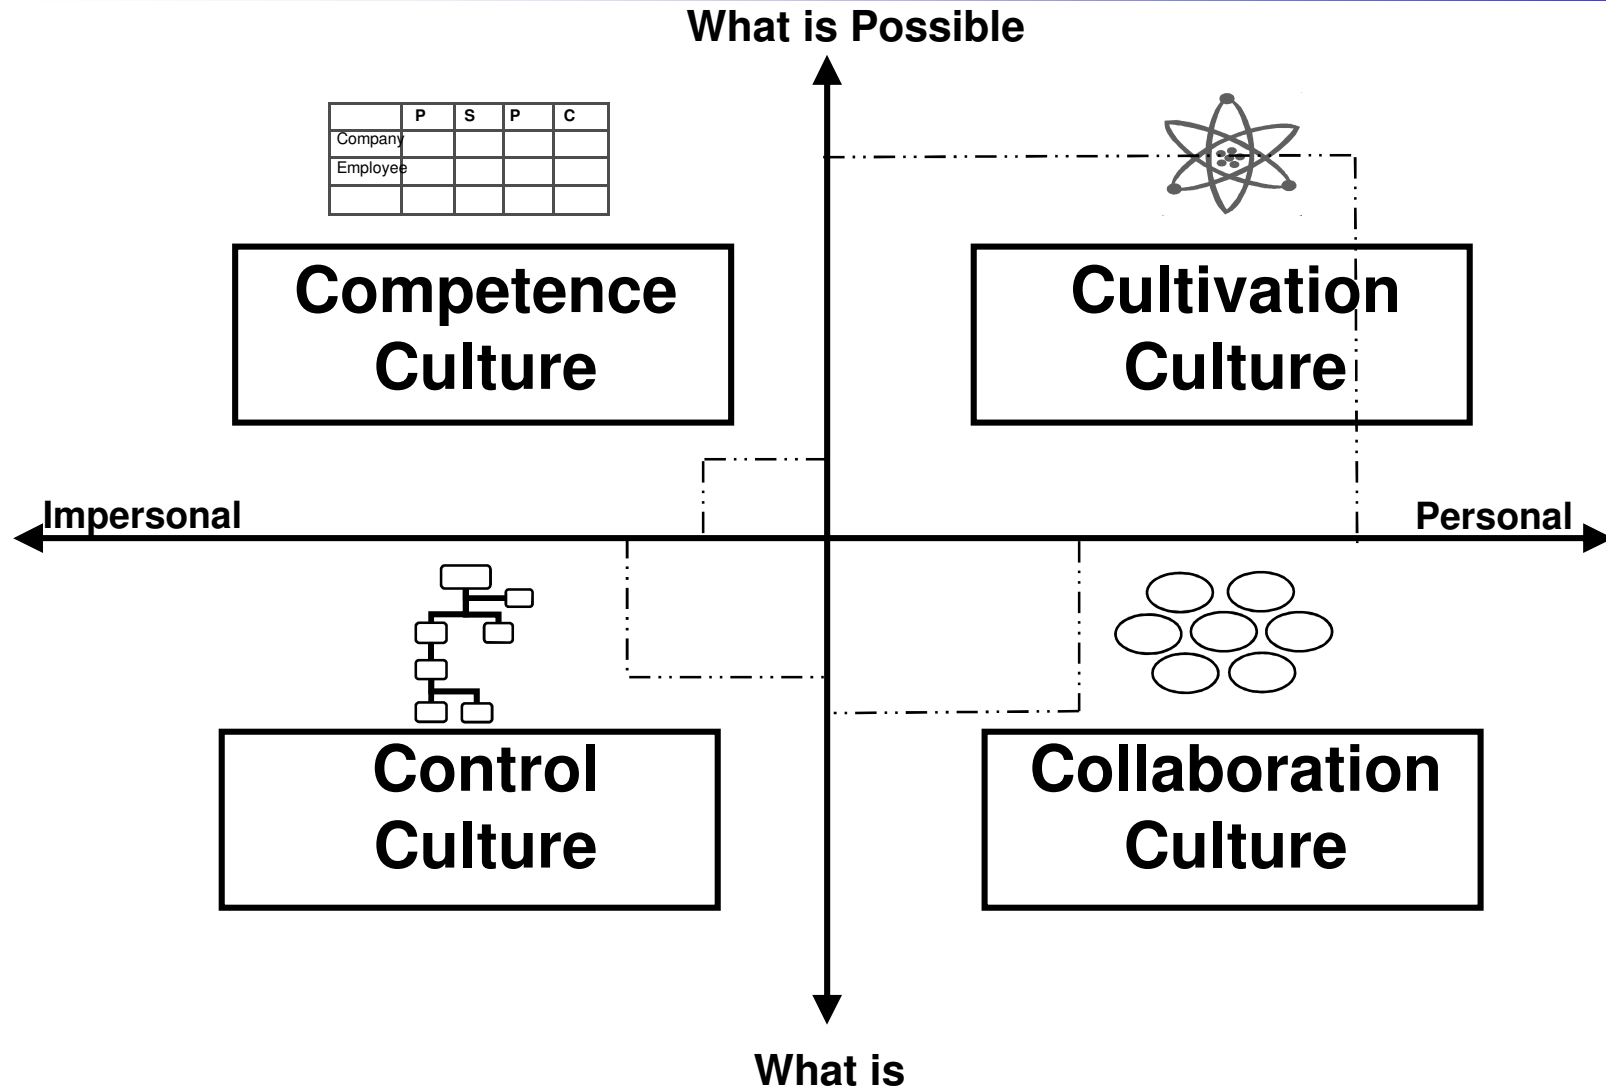 What is Possible
P S P C
Company
Employee
Competence
Culture
Cultivation
Culture
Impersonal
Personal
Control
Culture
Collaboration
Culture
What is